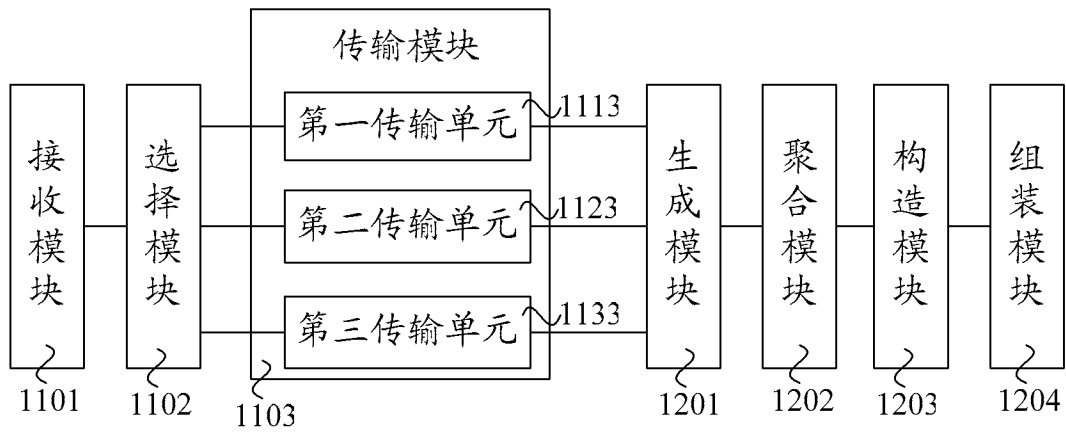 传输模块
接收模块
选择模块
第一传输单元
1113
第二传输单元
1123
第三传输单元
1133
生成模块
聚合模块
构造模块
组装模块
1101
1102
1103
1201
1202
1203
1204